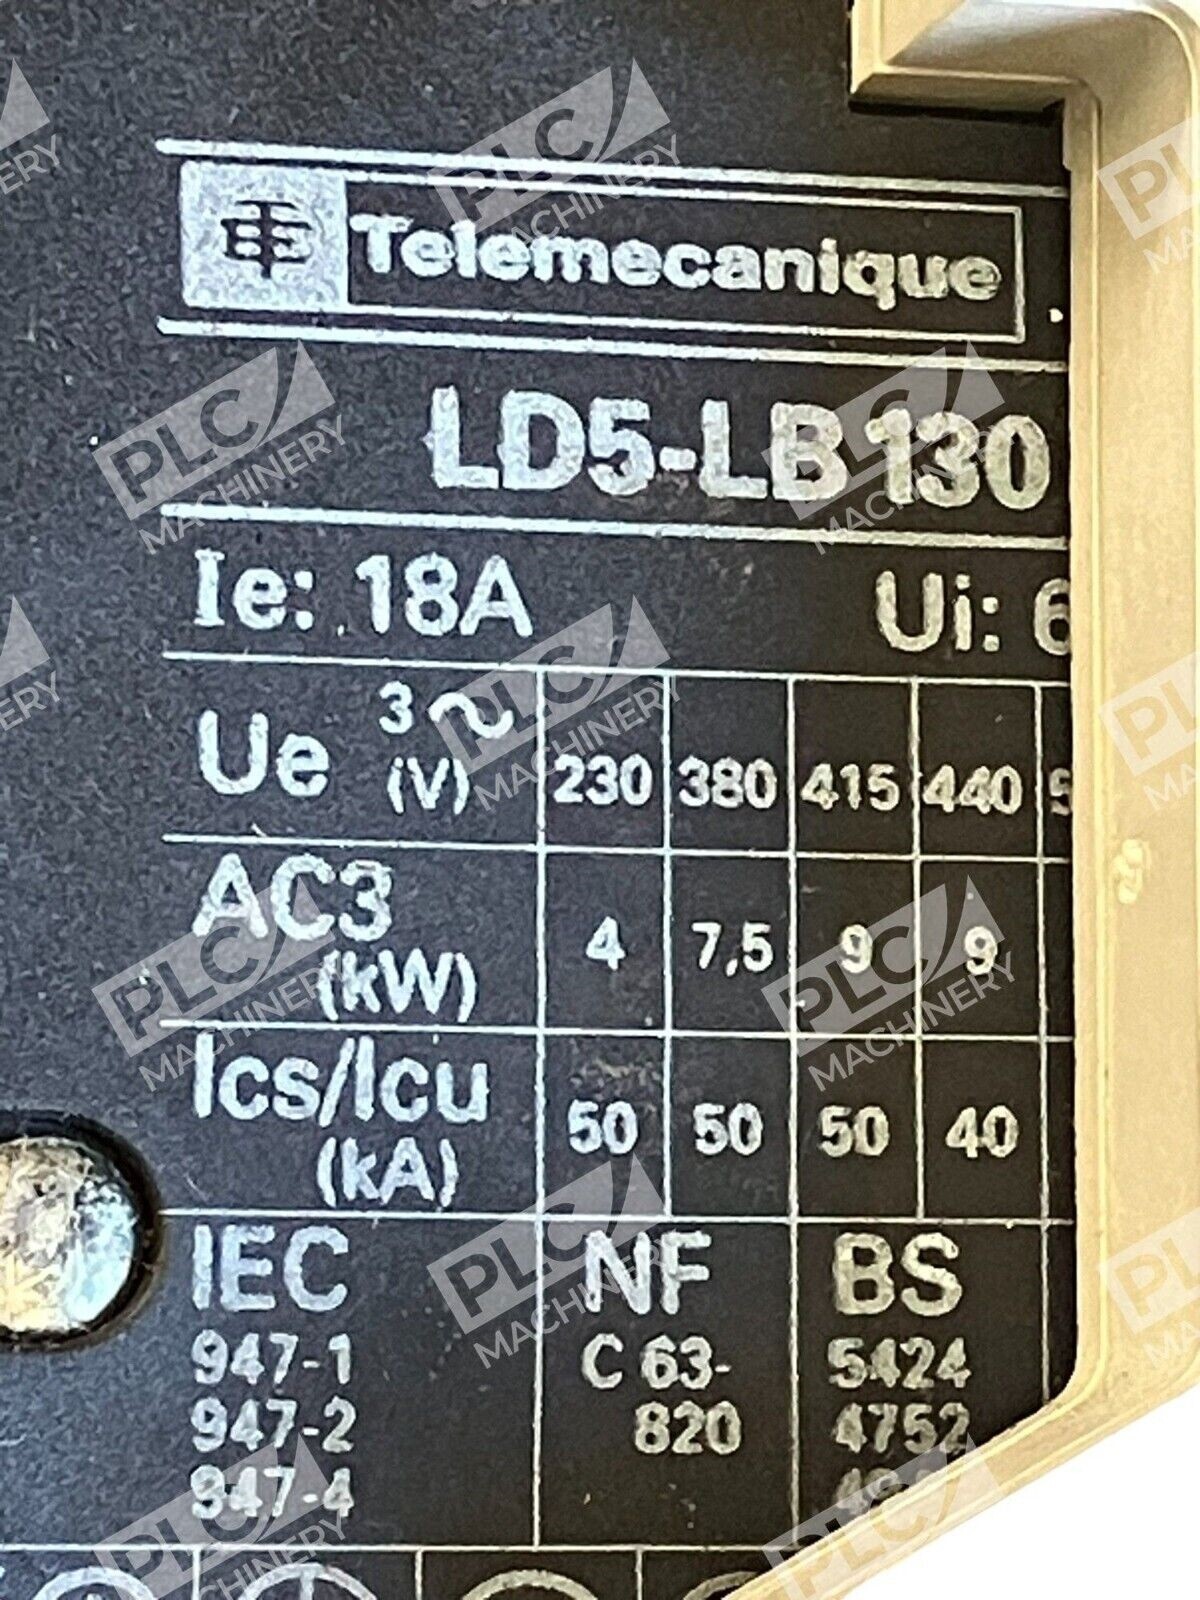 Telemecanique
LD5-LB130
Ie: 18A Ui: 6
Ue 3~ (V) 230 380 415 440 5
AC3 (kW) 4 7,5 9 9
Ics/Icu (kA) 50 50 50 40
IEC NF BS
947-1 C 63- 5424
947-2 820 4752
947-4
PLC MACHINERY